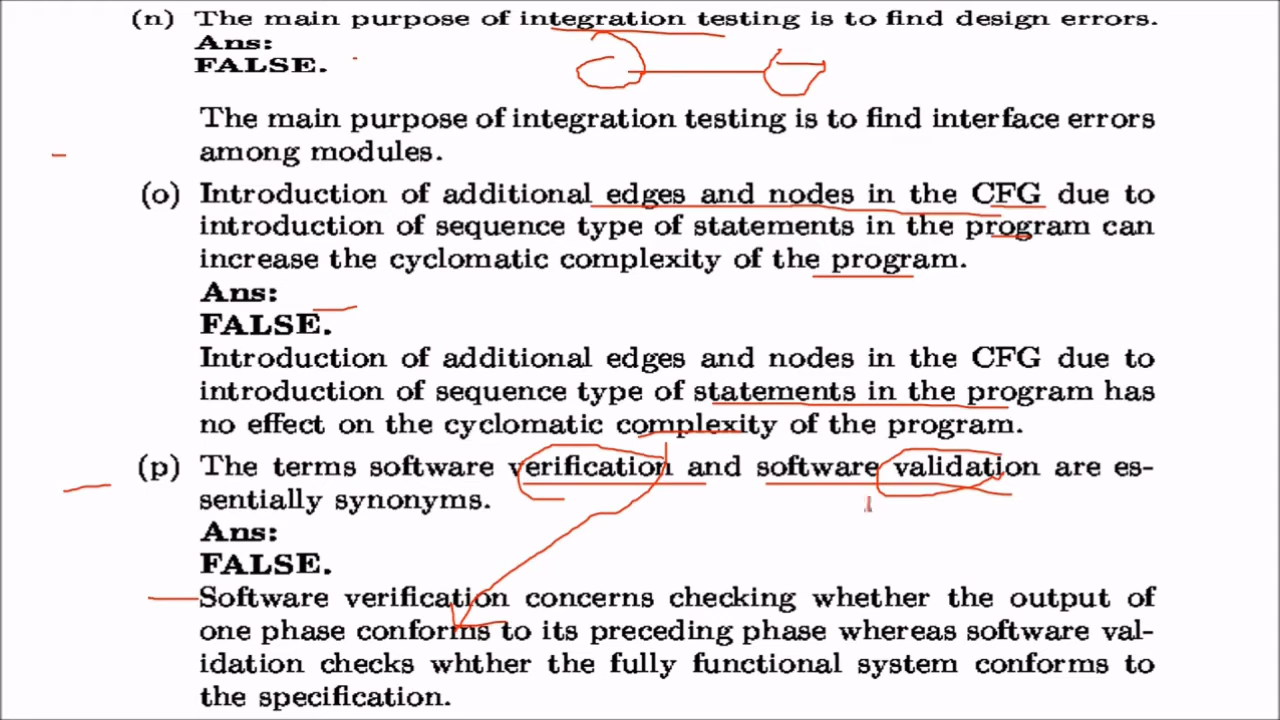 (n) The main purpose of integration testing is to find design errors.
Ans:
FALSE.
The main purpose of integration testing is to find interface errors
among modules.
(o) Introduction of additional edges and nodes in the CFG due to
introduction of sequence type of statements in the program can
increase the cyclomatic complexity of the program.
Ans:
FALSE.
Introduction of additional edges and nodes in the CFG due to
introduction of sequence type of statements in the program has
no effect on the cyclomatic complexity of the program.
(p) The terms software verification and software validation are es-
sentially synonyms.
Ans:
FALSE.
Software verification concerns checking whether the output of
one phase conforms to its preceding phase whereas software val-
idation checks whther the fully functional system conforms to
the specification.